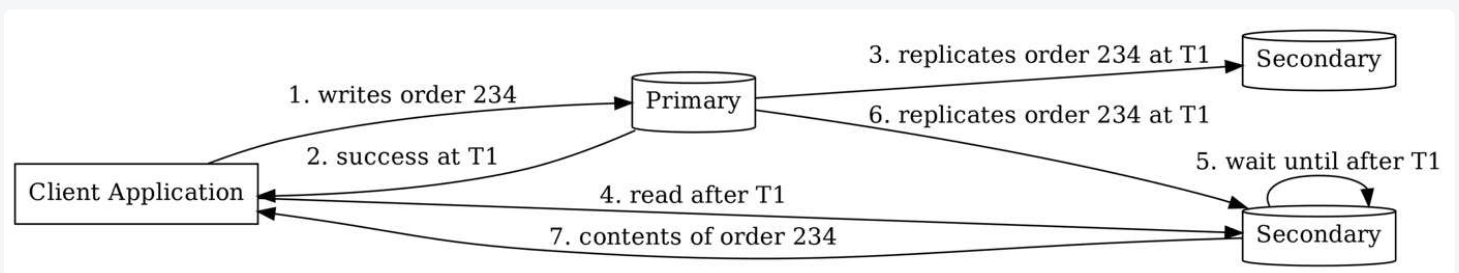 3. replicates order 234 at T1
Secondary
1. writes order 234
Primary
6. replicates order 234 at T1
2. success at T1
5. wait until after T1
Client Application
4. read after T1
7. contents of order 234
Secondary